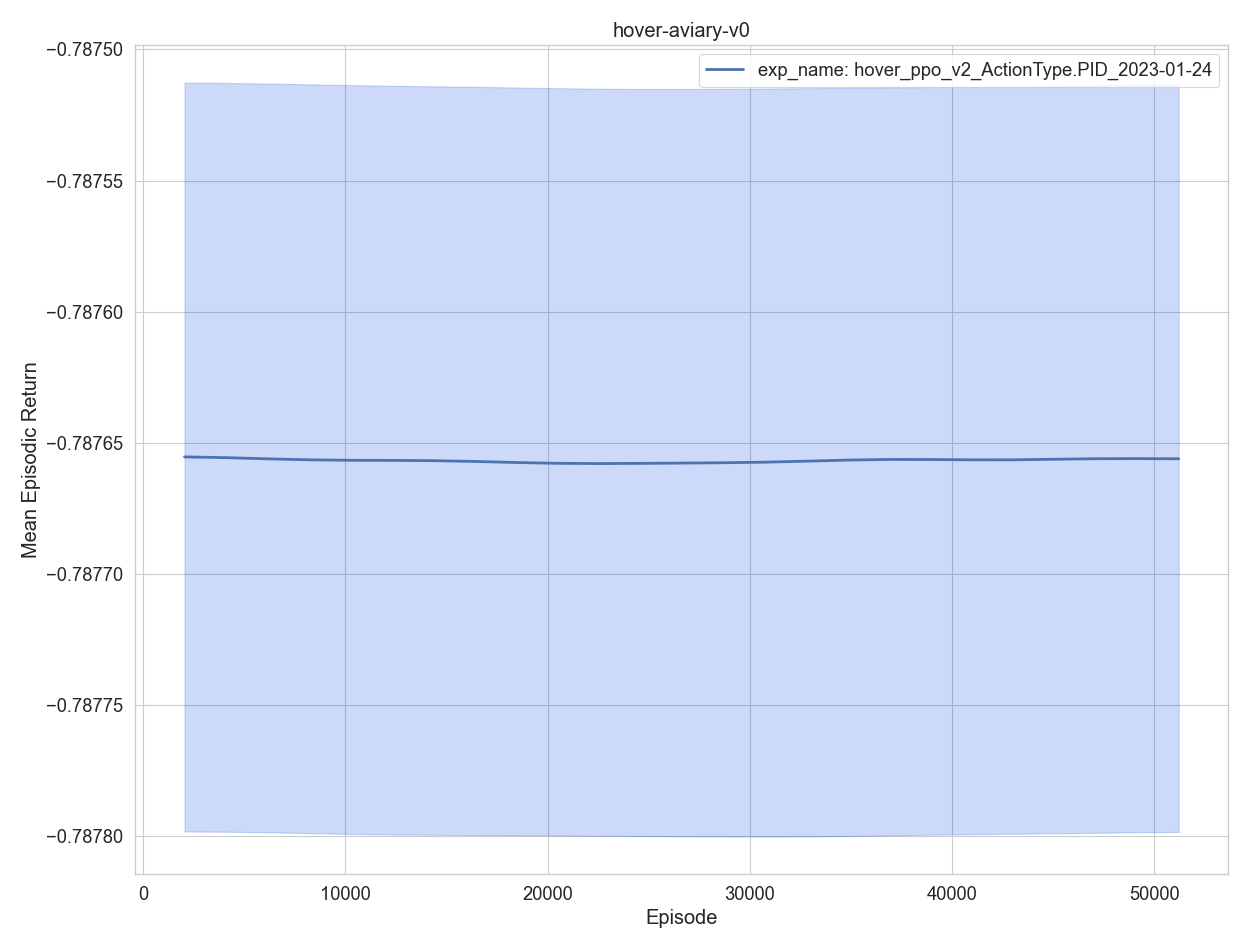 hover-aviary-v0
exp_name: hover_ppo_v2_ActionType.PID_2023-01-24
Mean Episodic Return
−0.78750
−0.78755
−0.78760
−0.78765
−0.78770
−0.78775
−0.78780
0 10000 20000 30000 40000 50000
Episode